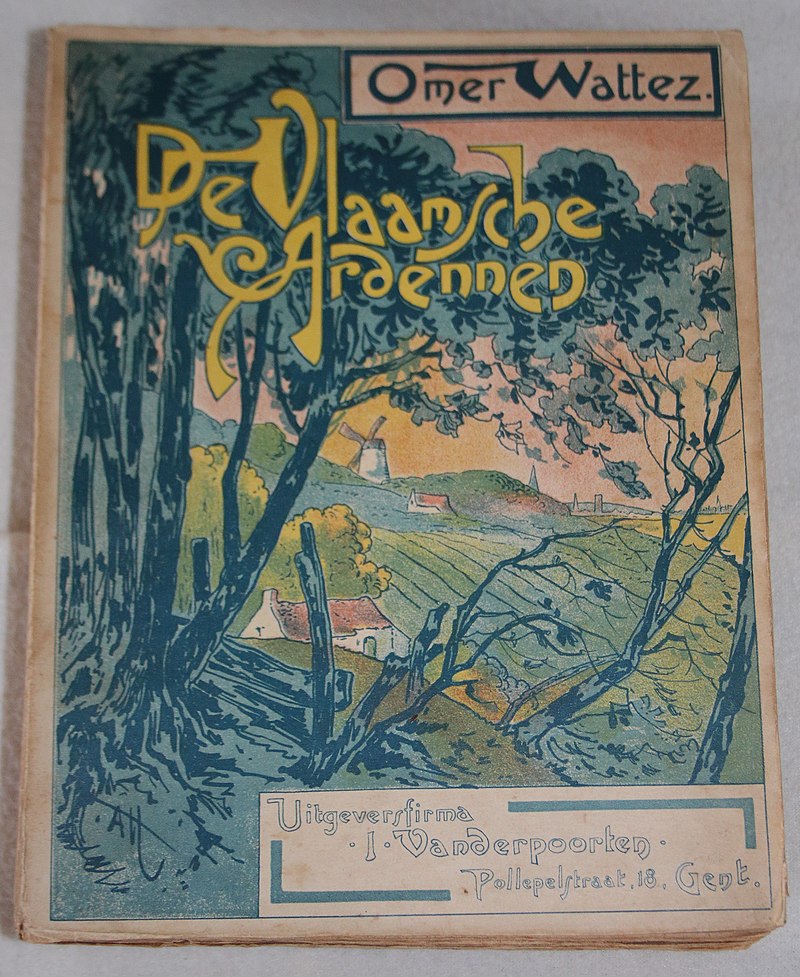 Omer Wattez.
De Vlaamsche
Ardennen
Uitgeversfirma
· I · Vanderpoorten ·
Pollepelstraat, 18, Gent.